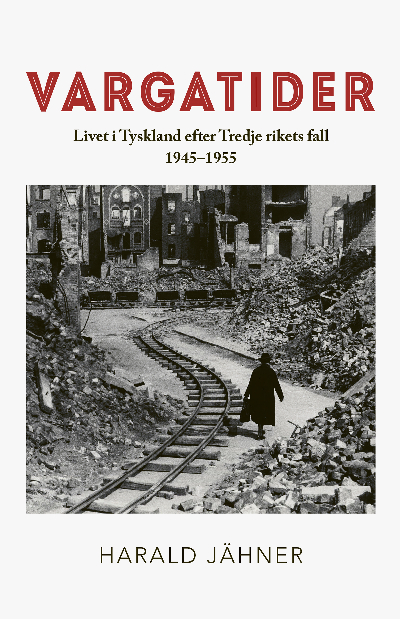 VARGATIDER
Livet i Tyskland efter Tredje rikets fall
1945–1955
HARALD JÄHNER